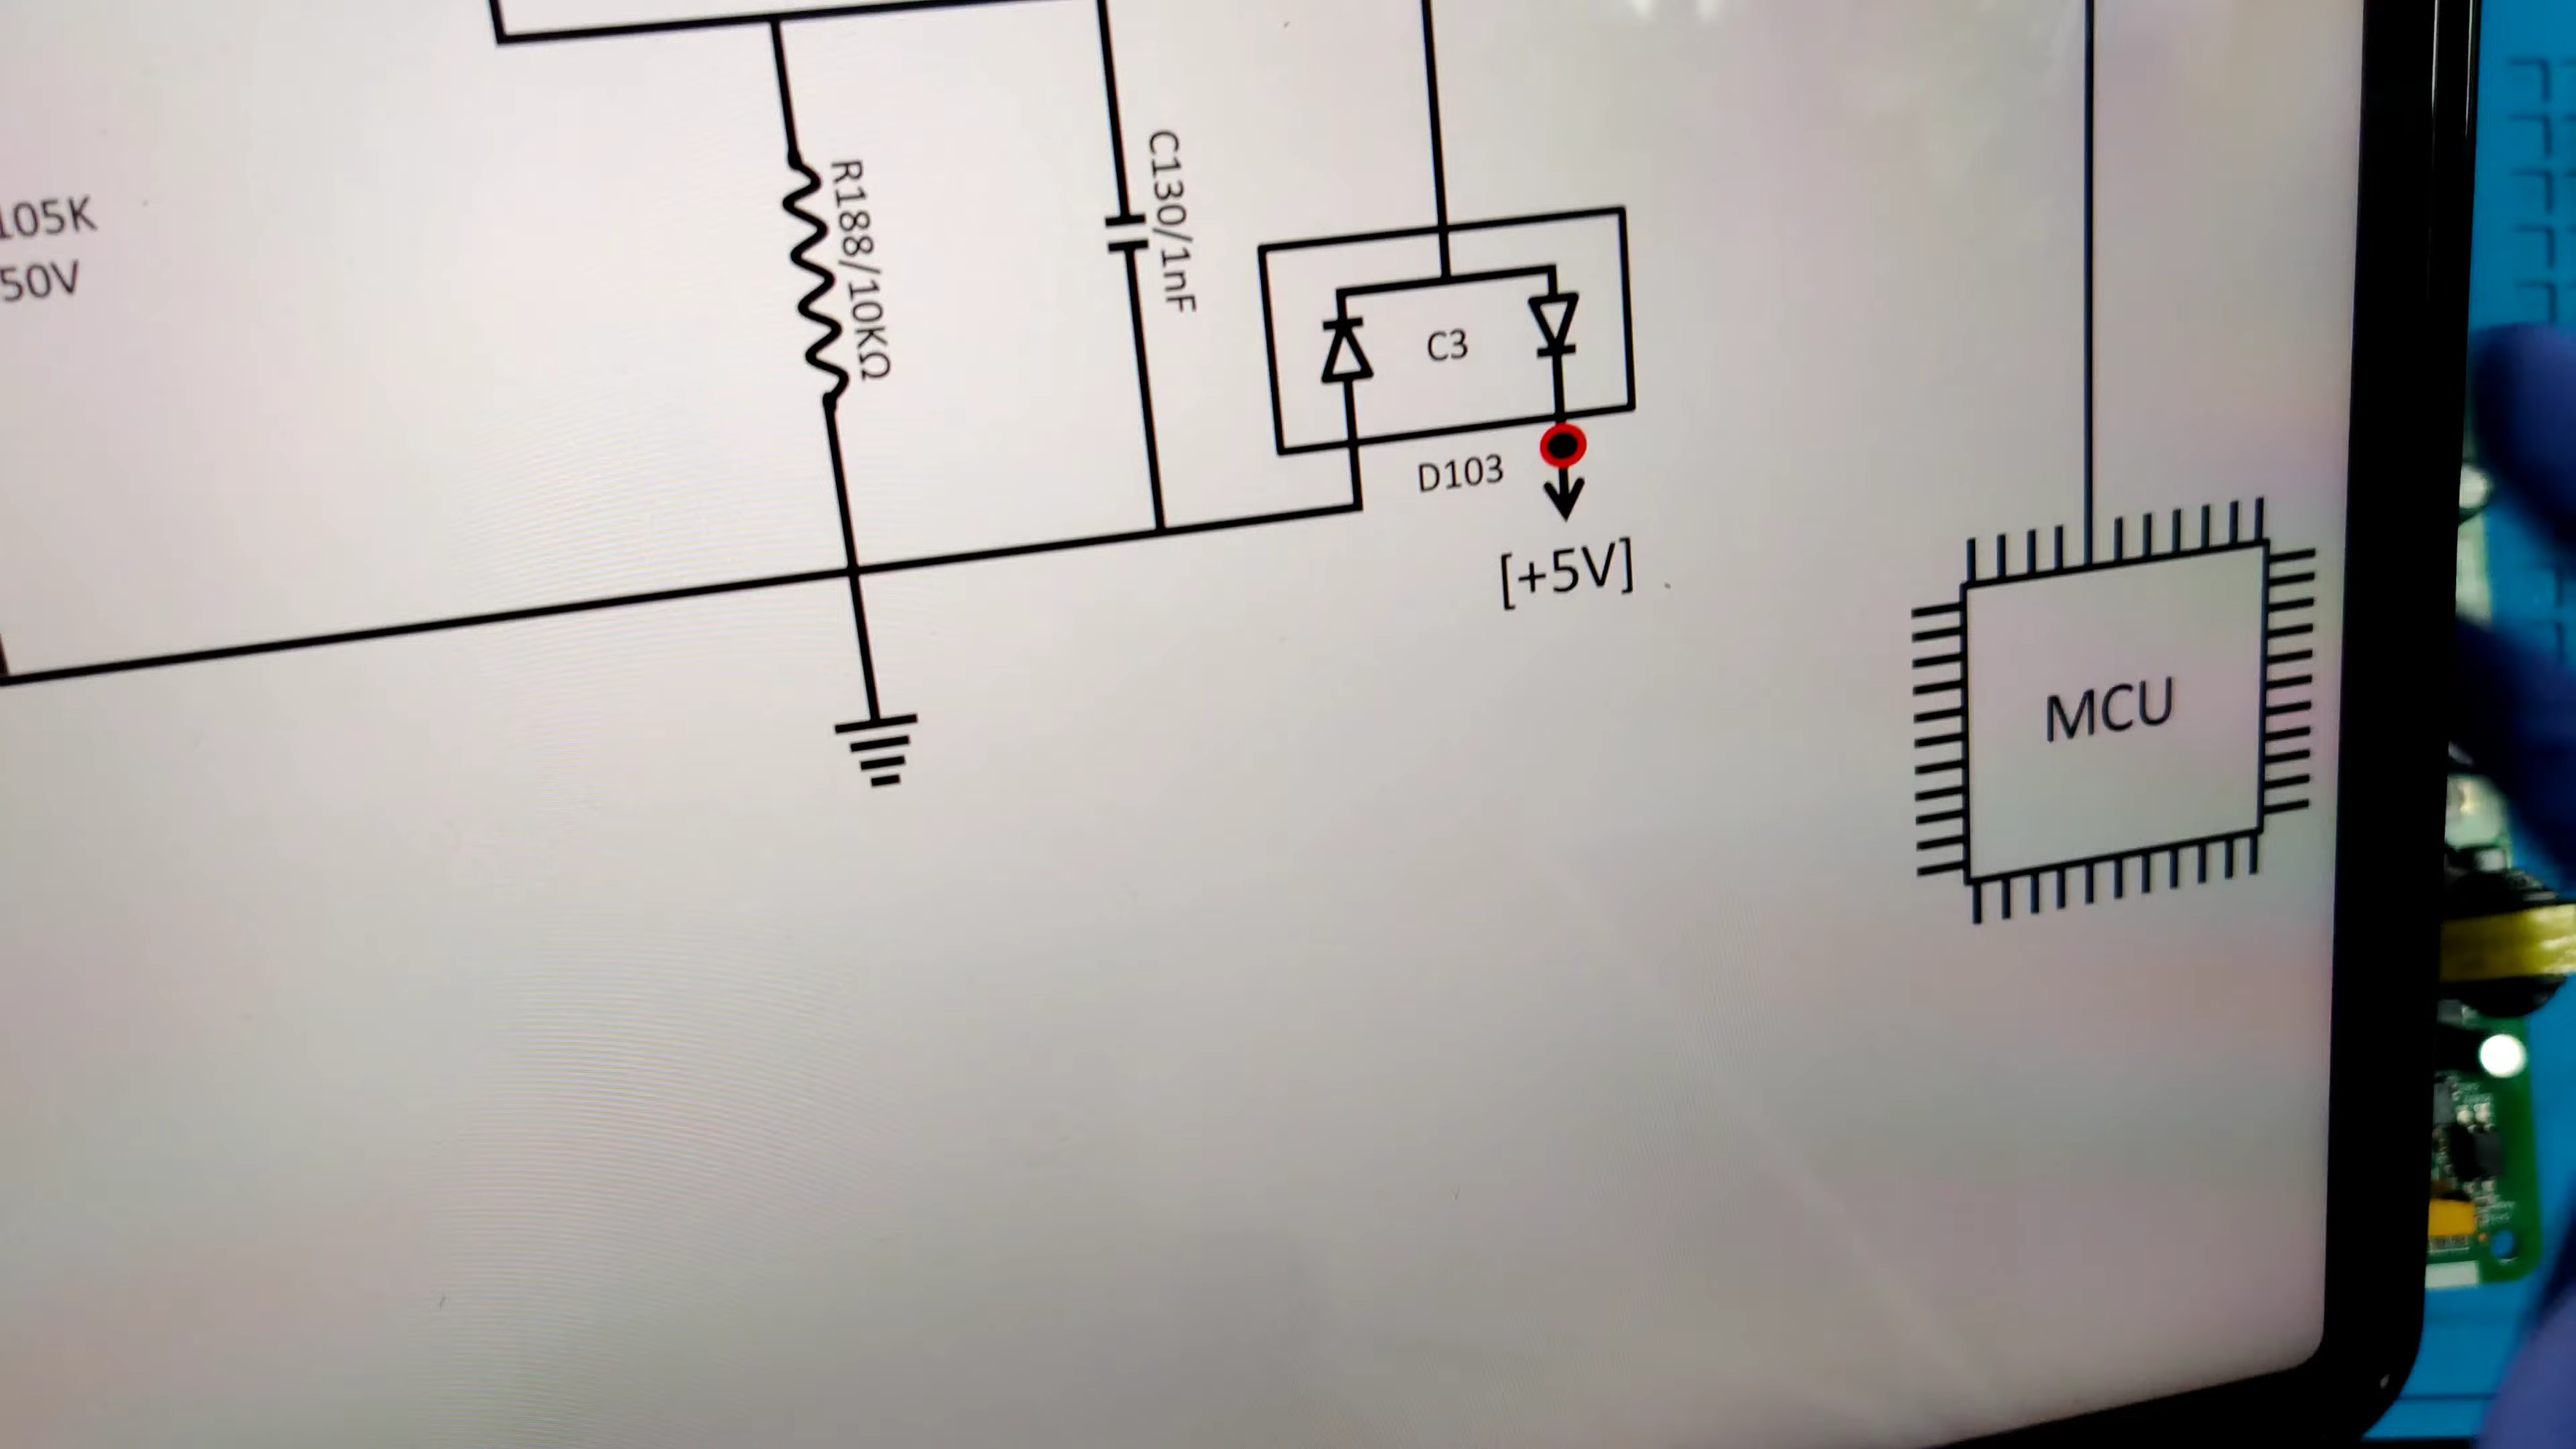 105K
50V
R188/10KΩ
C130/1nF
C3
D103
[+5V]
MCU